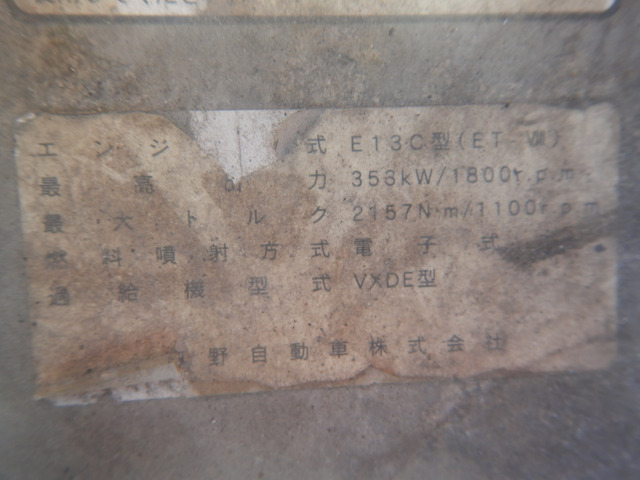 エンジ 式 E13C型(ET-Ⅷ)
最高出力 353kW/1800r.p.m
最大トルク 2157N·m/1100r.p.m
燃料噴射方式 電子式
過給機型式 VXDE型
野自動車株式会社